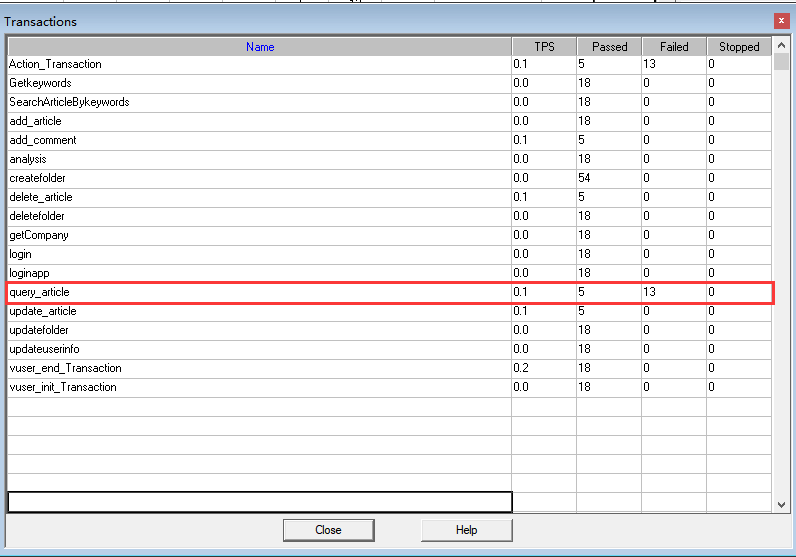 Transactions x
Name TPS Passed Failed Stopped
Action_Transaction 0.1 5 13 0
Getkeywords 0.0 18 0 0
SearchArticleBykeywords 0.0 18 0 0
add_article 0.0 18 0 0
add_comment 0.1 5 0 0
analysis 0.0 18 0 0
createfolder 0.0 54 0 0
delete_article 0.1 5 0 0
deletefolder 0.0 18 0 0
getCompany 0.0 18 0 0
login 0.0 18 0 0
loginapp 0.0 18 0 0
query_article 0.1 5 13 0
update_article 0.1 5 0 0
updatefolder 0.0 18 0 0
updateuserinfo 0.0 18 0 0
vuser_end_Transaction 0.2 18 0 0
vuser_init_Transaction 0.0 18 0 0
Close Help